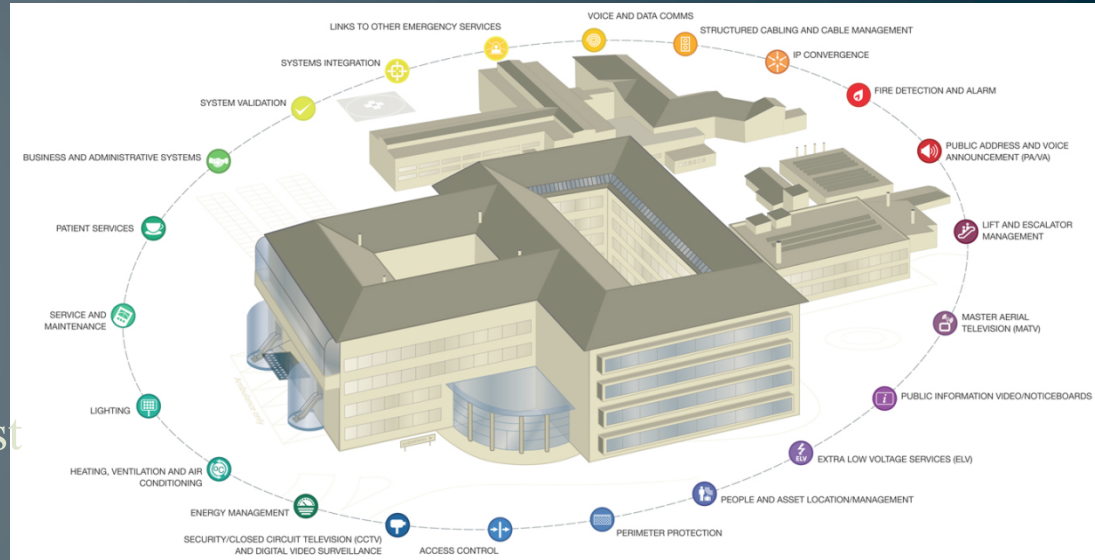 VOICE AND DATA COMMS
LINKS TO OTHER EMERGENCY SERVICES
STRUCTURED CABLING AND CABLE MANAGEMENT
SYSTEMS INTEGRATION
IP CONVERGENCE
SYSTEM VALIDATION
FIRE DETECTION AND ALARM
BUSINESS AND ADMINISTRATIVE SYSTEMS
PUBLIC ADDRESS AND VOICE
ANNOUNCEMENT (PA/VA)
PATIENT SERVICES
LIFT AND ESCALATOR
MANAGEMENT
SERVICE AND
MAINTENANCE
MASTER AERIAL
TELEVISION (MATV)
LIGHTING
PUBLIC INFORMATION VIDEO/NOTICEBOARDS
st
HEATING, VENTILATION AND AIR
CONDITIONING
ELV
EXTRA LOW VOLTAGE SERVICES (ELV)
ENERGY MANAGEMENT
PEOPLE AND ASSET LOCATION/MANAGEMENT
SECURITY/CLOSED CIRCUIT TELEVISION (CCTV)
AND DIGITAL VIDEO SURVEILLANCE
ACCESS CONTROL
PERIMETER PROTECTION